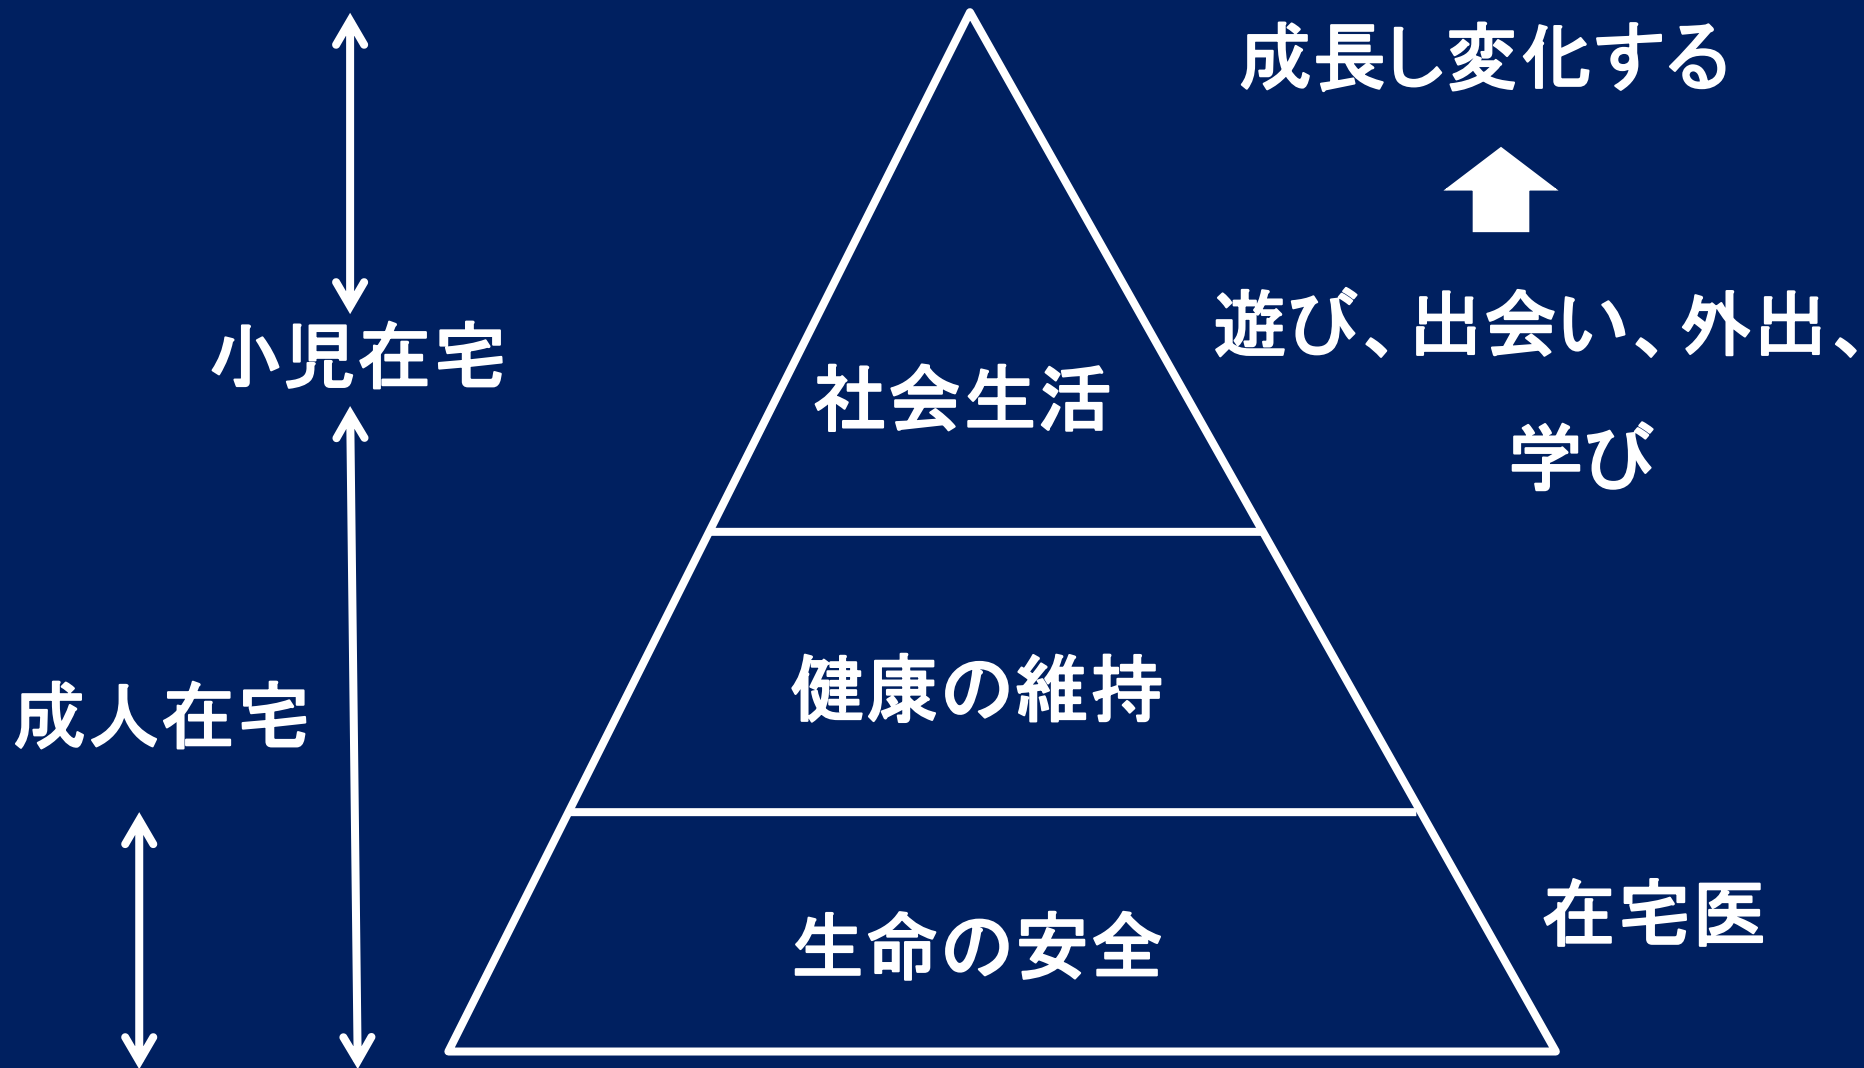 成長し変化する
遊び、出会い、外出、
学び
小児在宅
社会生活
成人在宅
健康の維持
生命の安全
在宅医